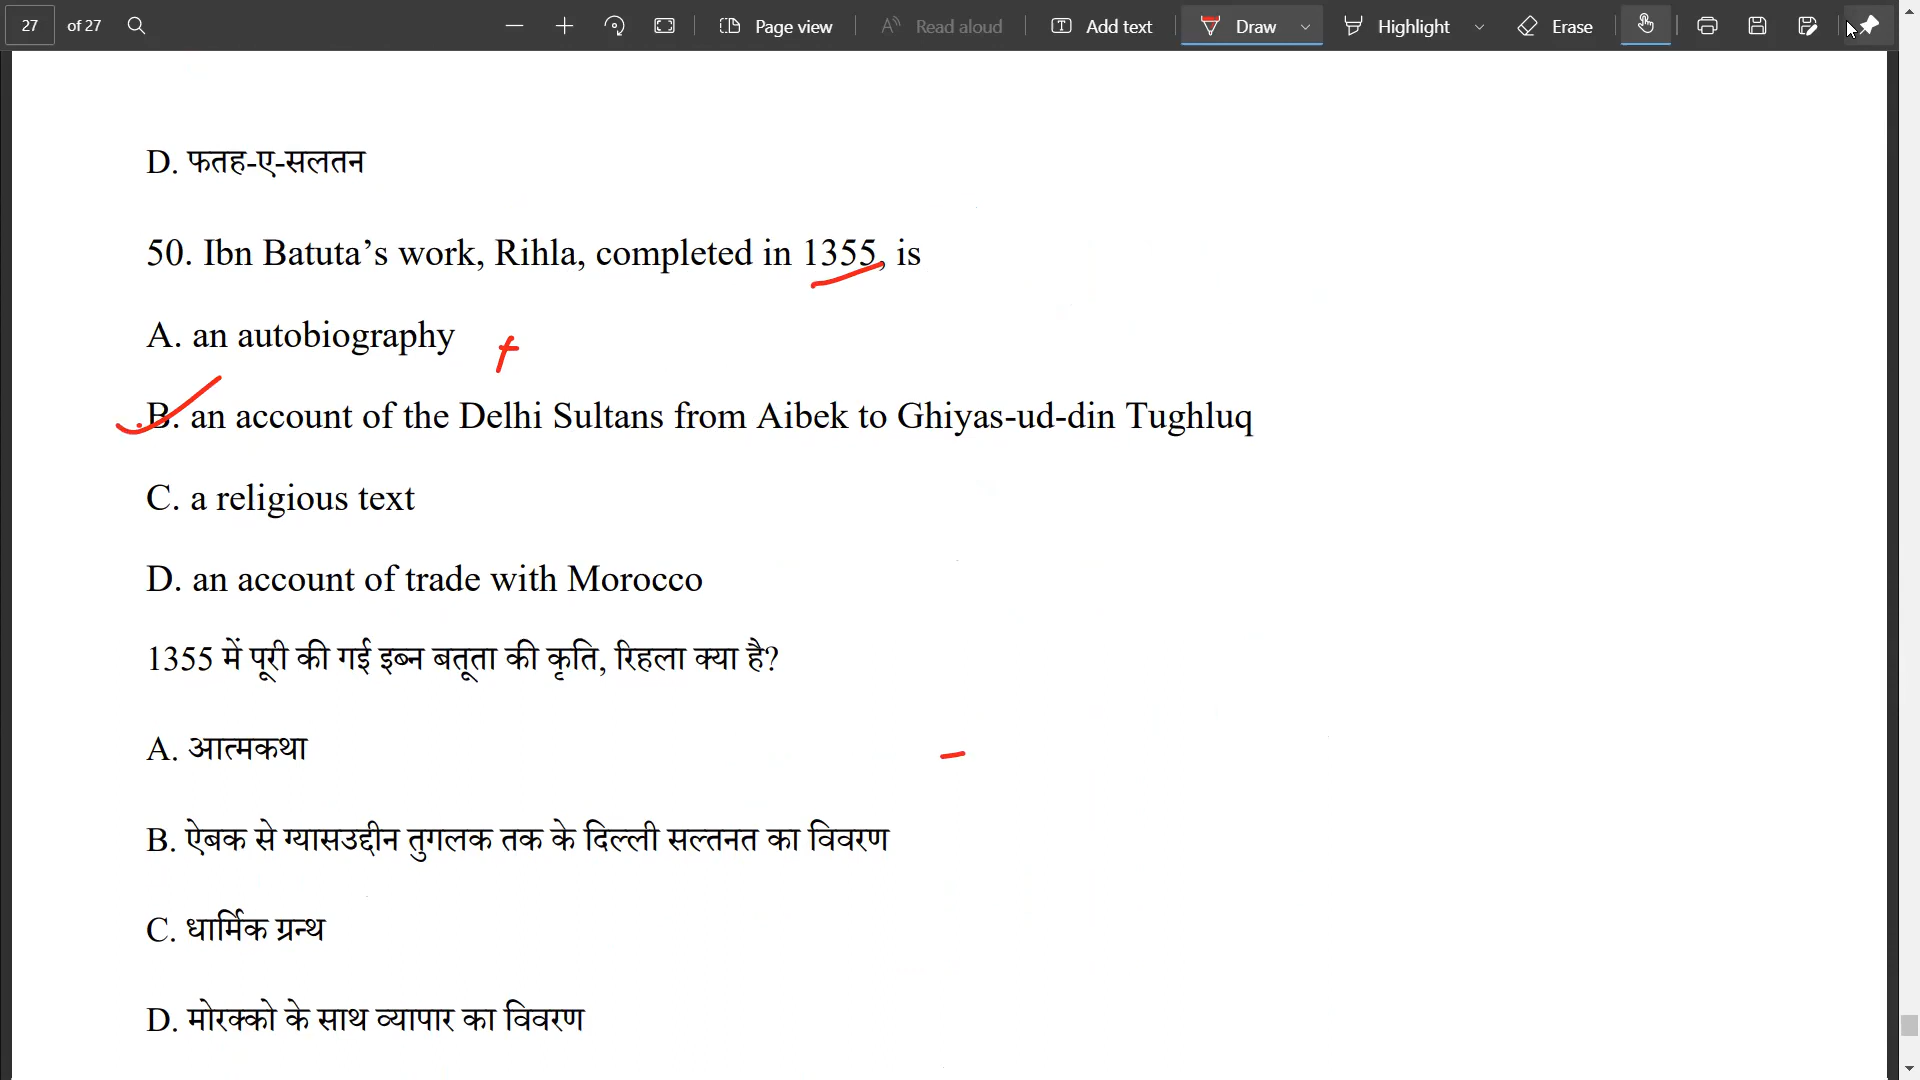 27 of 27 Page view Read aloud Add text Draw Highlight Erase
D. फतह-ए-सलतन
50. Ibn Batuta’s work, Rihla, completed in 1355, is
A. an autobiography
B. an account of the Delhi Sultans from Aibek to Ghiyas-ud-din Tughluq
C. a religious text
D. an account of trade with Morocco
1355 में पूरी की गई इब्न बतूता की कृति, रिहला क्या है?
A. आत्मकथा
B. ऐबक से ग्यासउद्दीन तुगलक तक के दिल्ली सल्तनत का विवरण
C. धार्मिक ग्रन्थ
D. मोरक्को के साथ व्यापार का विवरण